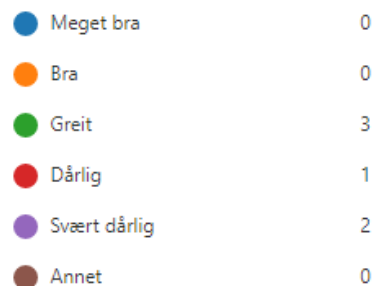 Meget bra 0
Bra 0
Greit 3
Dårlig 1
Svært dårlig 2
Annet 0